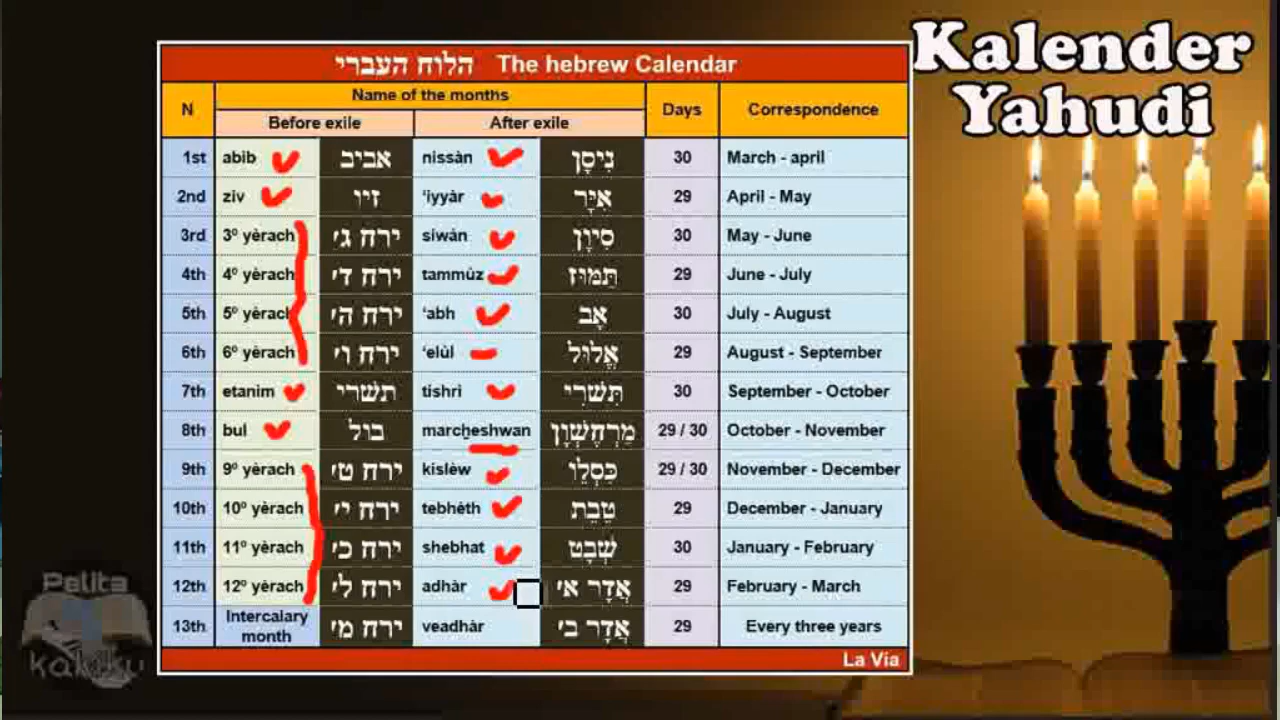 Kalender
Yahudi
הלוח העברי The hebrew Calendar
N Name of the months Days Correspondence
Before exile After exile
1st abib אביב nissàn נִיסָן 30 March - april
2nd ziv זיו ‘iyyàr אִיָּר 29 April - May
3rd 3º yèrach ירח ג׳ siwàn סִיוָן 30 May - June
4th 4º yèrach ירח ד׳ tammúz תַּמּוּז 29 June - July
5th 5º yèrach ירח ה׳ ‘abh אָב 30 July - August
6th 6º yèrach ירח ו׳ ‘elùl אֱלוּל 29 August - September
7th etanim תשרי tishrì תִּשְׁרִי 30 September - October
8th bul בול marcheshwan מַרְחֶשְׁוָן 29 / 30 October - November
9th 9º yèrach ירח ט׳ kislèw כִּסְלֵו 29 / 30 November - December
10th 10º yèrach ירח י׳ tebhèth טֵבֵת 29 December - January
11th 11º yèrach ירח כ׳ shebhat שְׁבָט 30 January - February
12th 12º yèrach ירח ל׳ adhàr אֲדָר א׳ 29 February - March
13th Intercalary month ירח מ׳ veadhàr אֲדָר ב׳ 29 Every three years
La Via
Pelita
kakiku